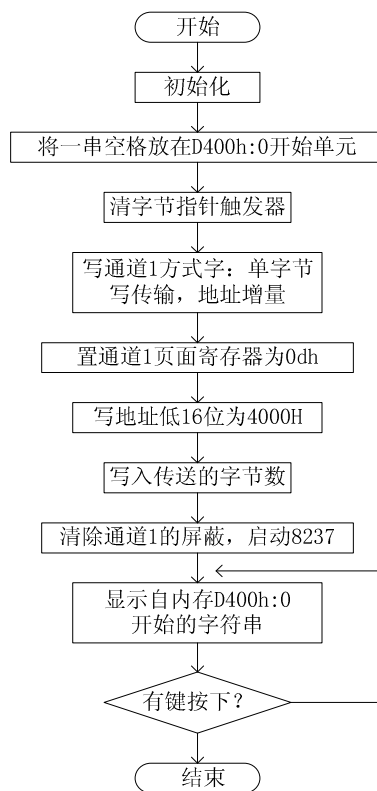 开始
初始化
将一串空格放在D400h:0开始单元
清字节指针触发器
写通道1方式字: 单字节
写传输, 地址增量
置通道1页面寄存器为0dh
写地址低16位为4000H
写入传送的字节数
清除通道1的屏蔽, 启动8237
显示自内存D400h:0
开始的字符串
有键按下?
结束